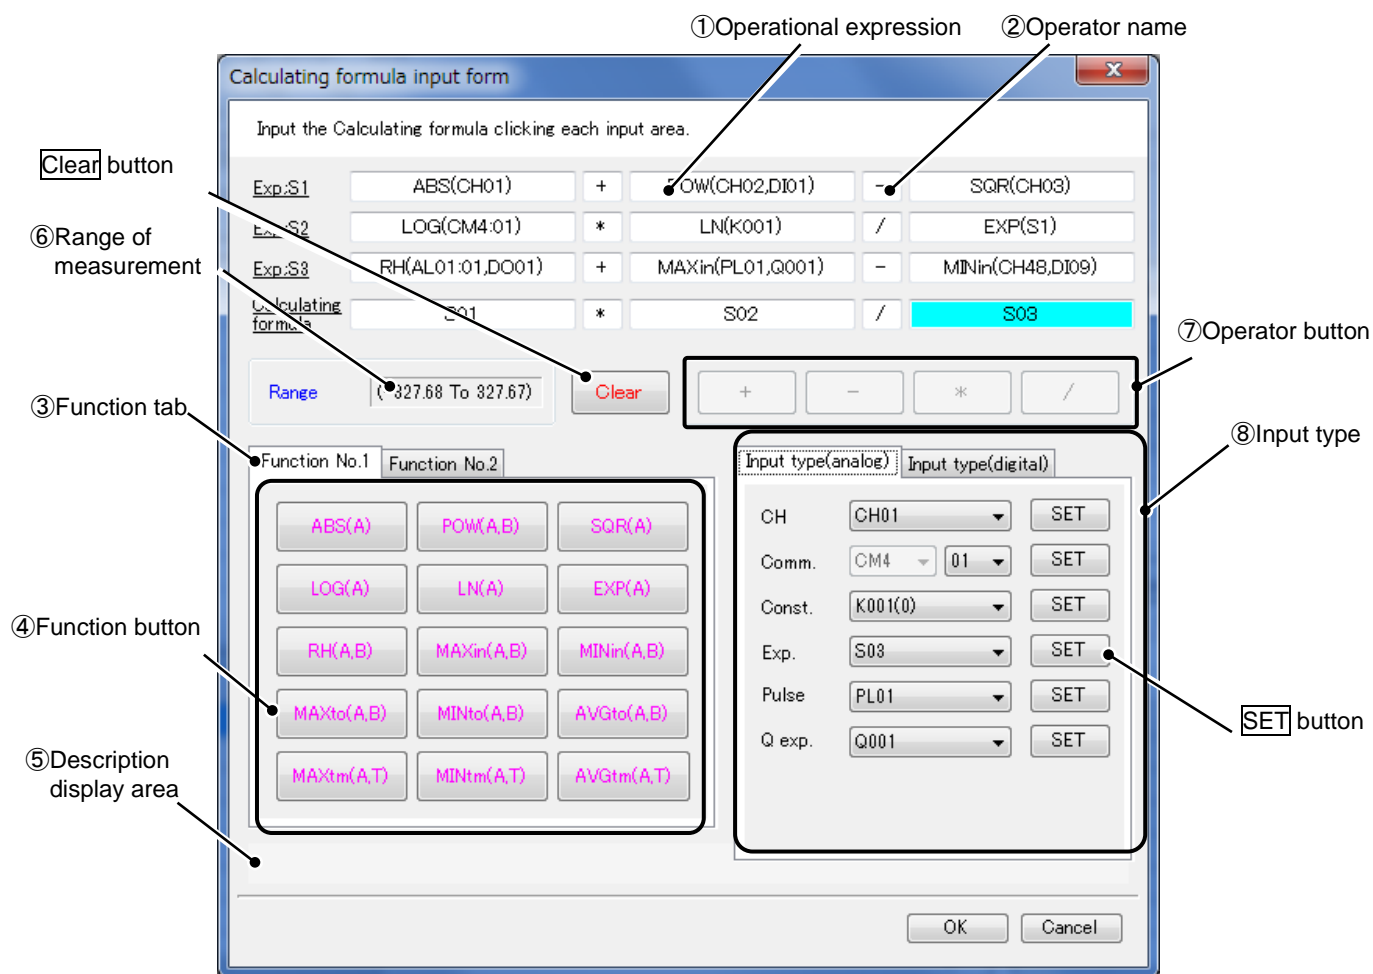 ①Operational expression ②Operator name
Calculating formula input form
Input the Calculating formula clicking each input area.
Clear button
Exp:S1 ABS(CH01) + POW(CH02,DI01) - SQR(CH03)
Exp:S2 LOG(CM4:01) * LN(K001) / EXP(S1)
⑥Range of
measurement
Exp:S3 RH(AL01:01,DO01) + MAXin(PL01,Q001) - MINin(CH48,DI09)
Calculating
formula S01 * S02 / S03
⑦Operator button
Range (-327.68 To 327.67) Clear + - * /
③Function tab
⑧Input type
Function No.1 Function No.2 Input type(analog) Input type(digital)
ABS(A) POW(A,B) SQR(A) CH CH01 SET
LOG(A) LN(A) EXP(A) Comm. CM4 01 SET
Const. K001(0) SET
④Function button
RH(A,B) MAXin(A,B) MINin(A,B) Exp. S03 SET
MAXto(A,B) MINto(A,B) AVGto(A,B) Pulse PL01 SET
SET button
Q exp. Q001 SET
⑤Description
display area
MAXtm(A,T) MINtm(A,T) AVGtm(A,T)
OK Cancel